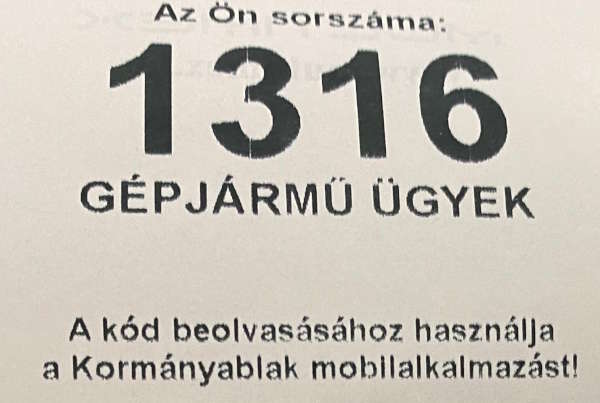 Az Ön sorszáma:
1316
GÉPJÁRMŰ ÜGYEK
A kód beolvasásához használja
a Kormányablak mobilalkalmazást!